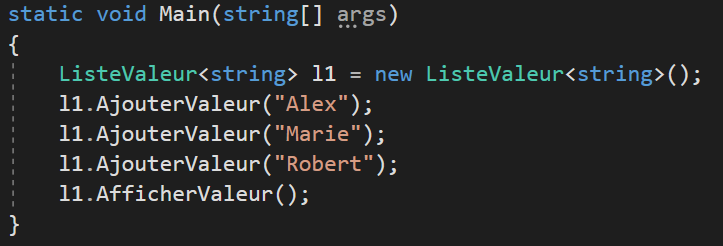 static void Main(string[] args)
{
ListeValeur<string> l1 = new ListeValeur<string>();
l1.AjouterValeur("Alex");
l1.AjouterValeur("Marie");
l1.AjouterValeur("Robert");
l1.AfficherValeur();
}